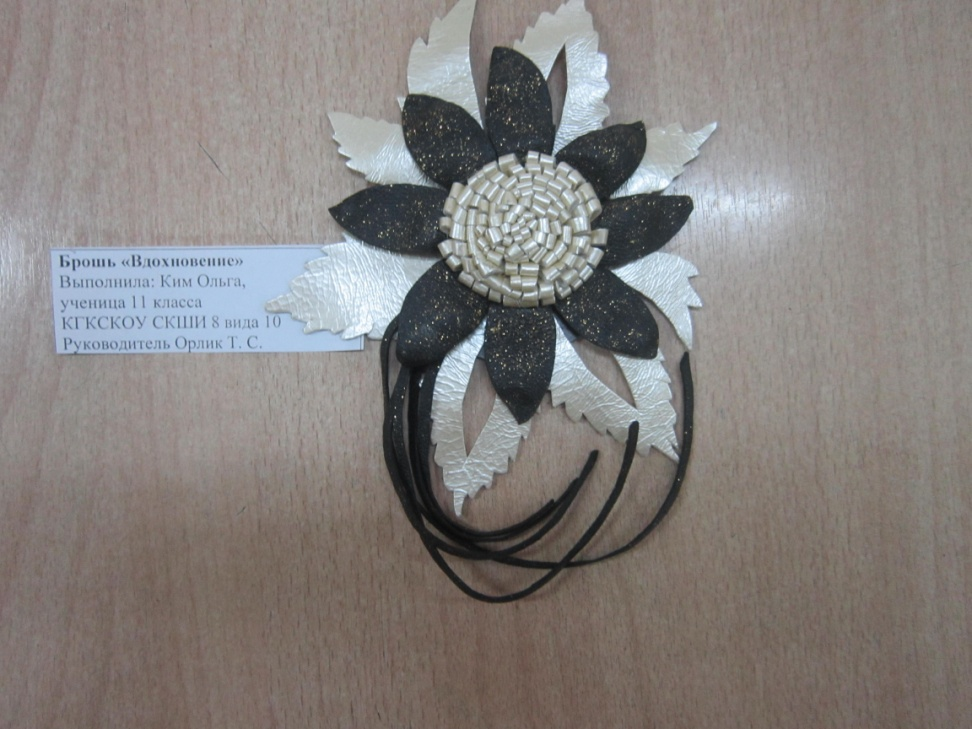 Брошь «Вдохновение»
Выполнила: Ким Ольга,
ученица 11 класса
КГКСКОУ СКШИ 8 вида 10
Руководитель Орлик Т. С.